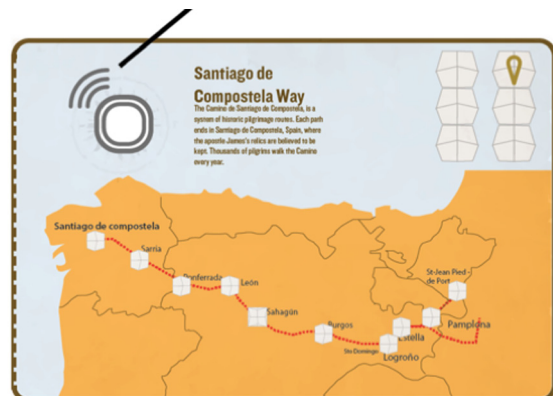 Santiago de
Compostela Way
The Camino de Santiago de Compostela, is a
system of historic pilgrimage routes. Each path
ends in Santiago de Compostela, Spain, where
the apostle James's relics are believed to be
kept. Thousands of pilgrims walk the Camino
every year.
Santiago de compostela
Sarria
Ponferrada
León
St-Jean Pied -
de Port
Sahagún
Burgos
Pamplona
Estella
Sto Domingo
Logroño